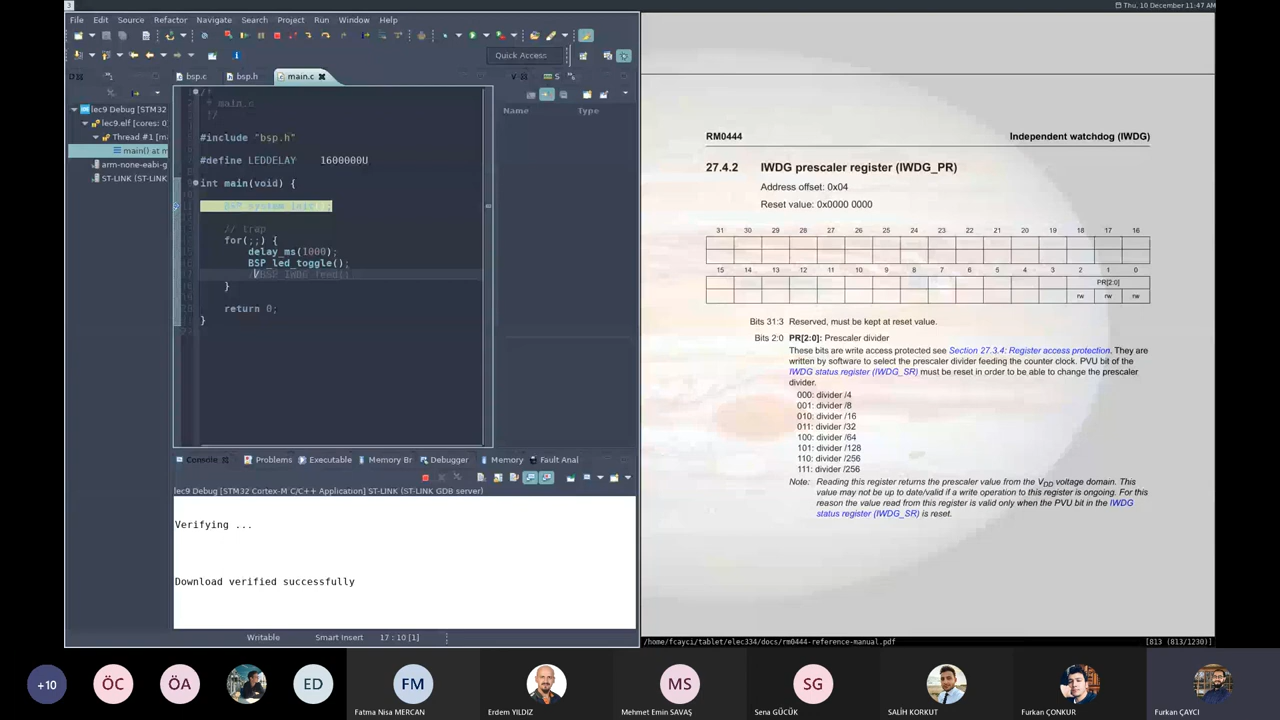 3
Thu, 10 December 11:47 AM
File Edit Source Refactor Navigate Search Project Run Window Help
Quick Access
bsp.c
bsp.h
main.c
lec9 Debug [STM32
lec9.elf [cores: 0]
Thread #1 [ma
main() at m
arm-none-eabi-g
ST-LINK (ST-LINK
/*
* main.c
*/
#include "bsp.h"
#define LEDDELAY 1600000U
int main(void) {
BSP_system_init();
// trap
for(;;) {
delay_ms(1000);
BSP_led_toggle();
//BSP_IWDG_feed();
}
return 0;
}
Name Type
Console Problems Executable Memory Br Debugger Memory Fault Anal
lec9 Debug [STM32 Cortex-M C/C++ Application] ST-LINK (ST-LINK GDB server)
Verifying ...
Download verified successfully
Writable Smart Insert 17 : 10 [1]
RM0444 Independent watchdog (IWDG)
27.4.2 IWDG prescaler register (IWDG_PR)
Address offset: 0x04
Reset value: 0x0000 0000
31 30 29 28 27 26 25 24 23 22 21 20 19 18 17 16
15 14 13 12 11 10 9 8 7 6 5 4 3 2 1 0
PR[2:0]
rw rw rw
Bits 31:3 Reserved, must be kept at reset value.
Bits 2:0 PR[2:0]: Prescaler divider
These bits are write access protected see Section 27.3.4: Register access protection. They are
written by software to select the prescaler divider feeding the counter clock. PVU bit of the
IWDG status register (IWDG_SR) must be reset in order to be able to change the prescaler
divider.
000: divider /4
001: divider /8
010: divider /16
011: divider /32
100: divider /64
101: divider /128
110: divider /256
111: divider /256
Note: Reading this register returns the prescaler value from the VDD voltage domain. This
value may not be up to date/valid if a write operation to this register is ongoing. For this
reason the value read from this register is valid only when the PVU bit in the IWDG
status register (IWDG_SR) is reset.
/home/fcayci/tablet/elec334/docs/rm0444-reference-manual.pdf [813 (813/1230)]
+10 ÖC ÖA ED FM MS SG
Fatma Nisa MERCAN Erdem YILDIZ Mehmet Emin SAVAŞ Sena GÜCÜK SALİH KORKUT Furkan ÇONKUR Furkan ÇAYCI